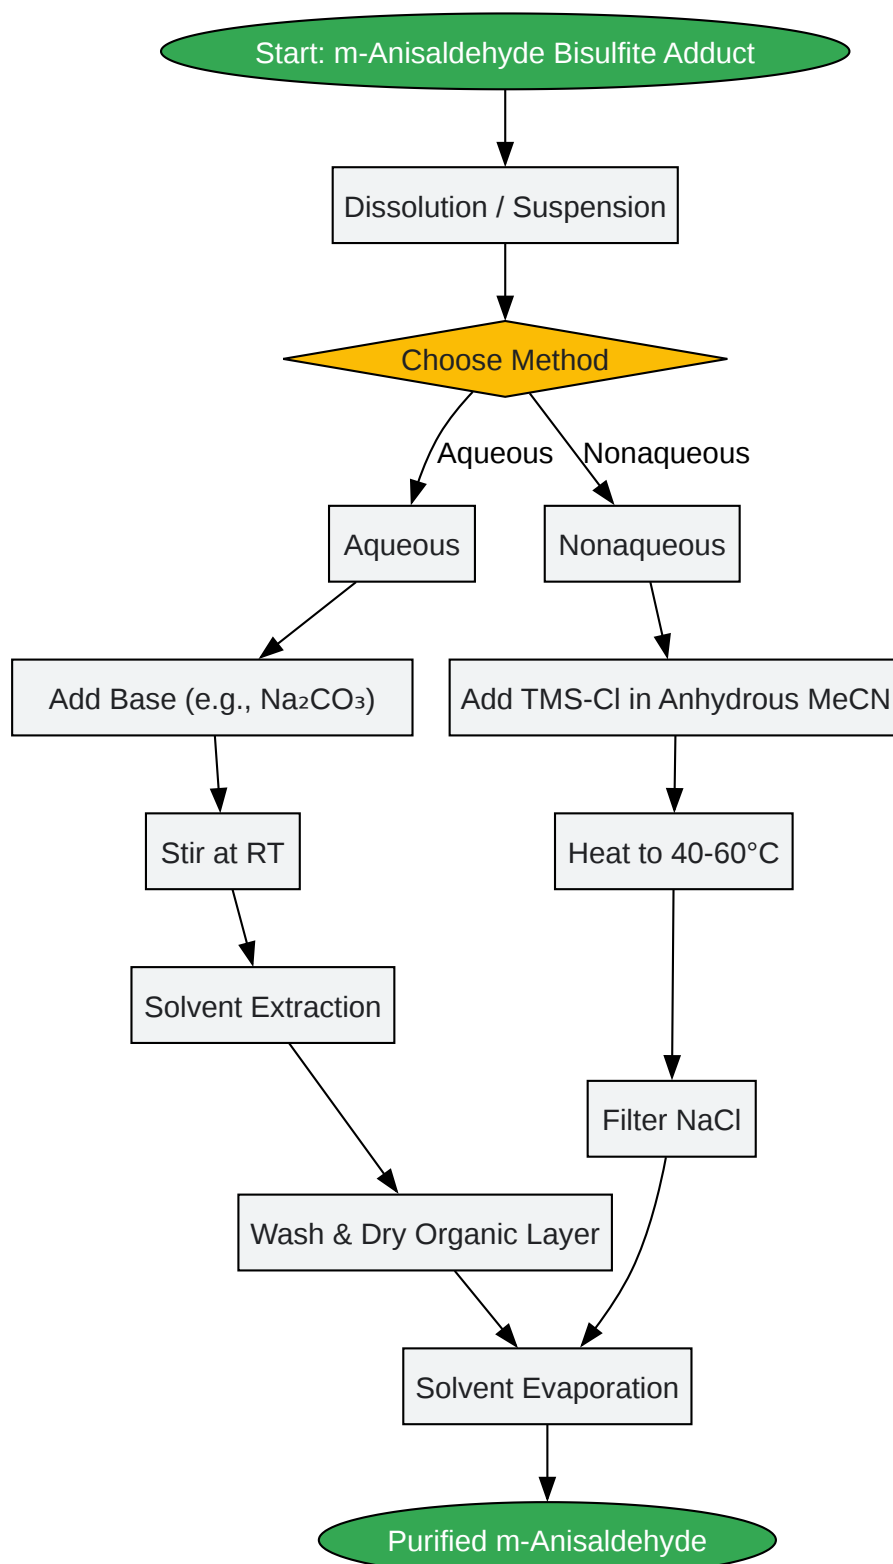 Start: m-Anisaldehyde Bisulfite Adduct
Dissolution / Suspension
Choose Method
Aqueous
Nonaqueous
Aqueous
Nonaqueous
Add Base (e.g., Na₂CO₃)
Add TMS-Cl in Anhydrous MeCN
Stir at RT
Heat to 40-60°C
Solvent Extraction
Filter NaCl
Wash & Dry Organic Layer
Solvent Evaporation
Purified m-Anisaldehyde